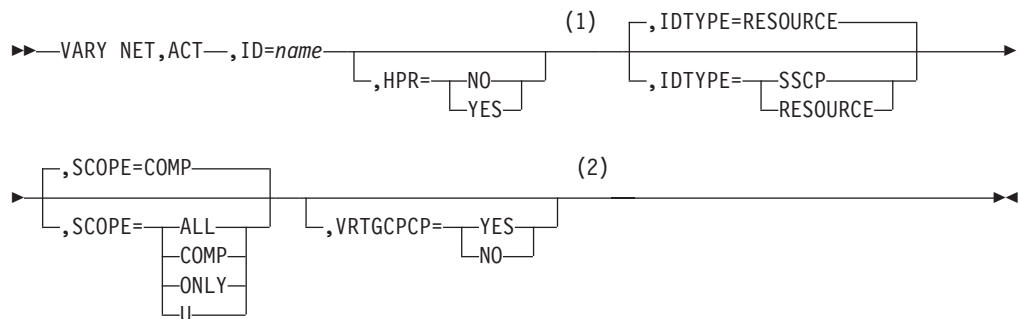 (1) ,IDTYPE=RESOURCE
VARY NET,ACT ,ID=name
,HPR= NO ,IDTYPE= SSCP
YES RESOURCE
,SCOPE=COMP (2)
,SCOPE= ALL ,VRTGCPCP= YES
COMP NO
ONLY
U